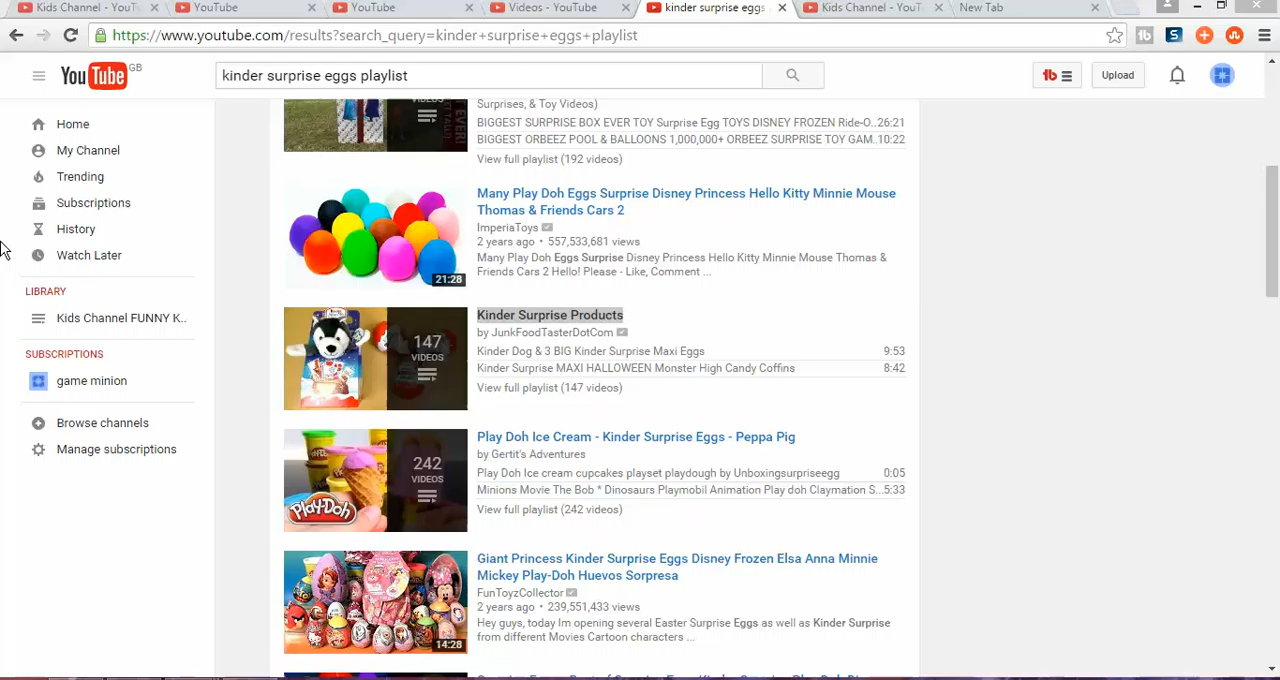 Kids Channel - YouTu
YouTube
YouTube
Videos - YouTube
kinder surprise eggs
Kids Channel - YouT
New Tab
https://www.youtube.com/results?search_query=kinder+surprise+eggs+playlist
YouTube GB
kinder surprise eggs playlist
Upload
Home
My Channel
Trending
Subscriptions
History
Watch Later
LIBRARY
Kids Channel FUNNY K..
SUBSCRIPTIONS
game minion
Browse channels
Manage subscriptions
VIDEOS
Surprises, & Toy Videos)
BIGGEST SURPRISE BOX EVER TOY Surprise Egg TOYS DISNEY FROZEN Ride-O.. 26:21
BIGGEST ORBEEZ POOL & BALLOONS 1,000,000+ ORBEEZ SURPRISE TOY GAM.. 10:22
View full playlist (192 videos)
21:28
Many Play Doh Eggs Surprise Disney Princess Hello Kitty Minnie Mouse
Thomas & Friends Cars 2
ImperiaToys
2 years ago • 557,533,681 views
Many Play Doh Eggs Surprise Disney Princess Hello Kitty Minnie Mouse Thomas &
Friends Cars 2 Hello! Please - Like, Comment ...
147
VIDEOS
Kinder Surprise Products
by JunkFoodTasterDotCom
Kinder Dog & 3 BIG Kinder Surprise Maxi Eggs 9:53
Kinder Surprise MAXI HALLOWEEN Monster High Candy Coffins 8:42
View full playlist (147 videos)
Play-Doh
242
VIDEOS
Play Doh Ice Cream - Kinder Surprise Eggs - Peppa Pig
by Gertit's Adventures
Play Doh Ice cream cupcakes playset playdough by Unboxingsurpriseegg 0:05
Minions Movie The Bob * Dinosaurs Playmobil Animation Play doh Claymation S... 5:33
View full playlist (242 videos)
14:28
Giant Princess Kinder Surprise Eggs Disney Frozen Elsa Anna Minnie
Mickey Play-Doh Huevos Sorpresa
FunToyzCollector
2 years ago • 239,551,433 views
Hey guys, today Im opening several Easter Surprise Eggs as well as Kinder Surprise
from different Movies Cartoon characters ...